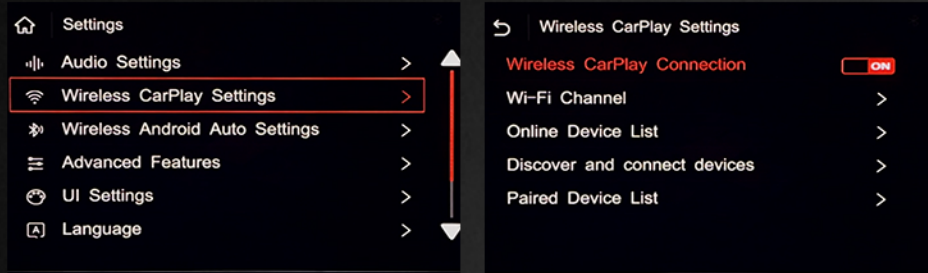 Settings
Audio Settings
Wireless CarPlay Settings
Wireless Android Auto Settings
Advanced Features
UI Settings
A Language
Wireless CarPlay Settings
Wireless CarPlay Connection ON
Wi-Fi Channel
Online Device List
Discover and connect devices
Paired Device List